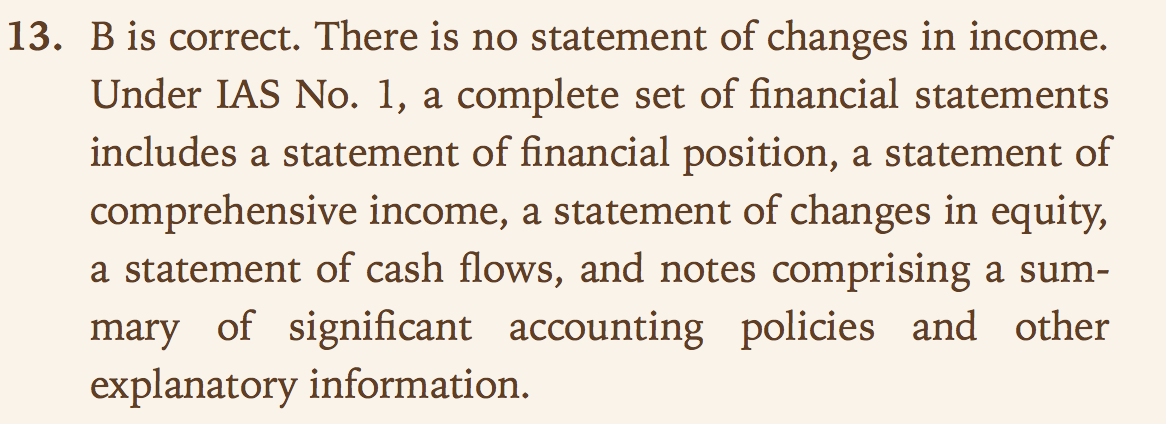 13. B is correct. There is no statement of changes in income.
Under IAS No. 1, a complete set of financial statements
includes a statement of financial position, a statement of
comprehensive income, a statement of changes in equity,
a statement of cash flows, and notes comprising a sum-
mary of significant accounting policies and other
explanatory information.